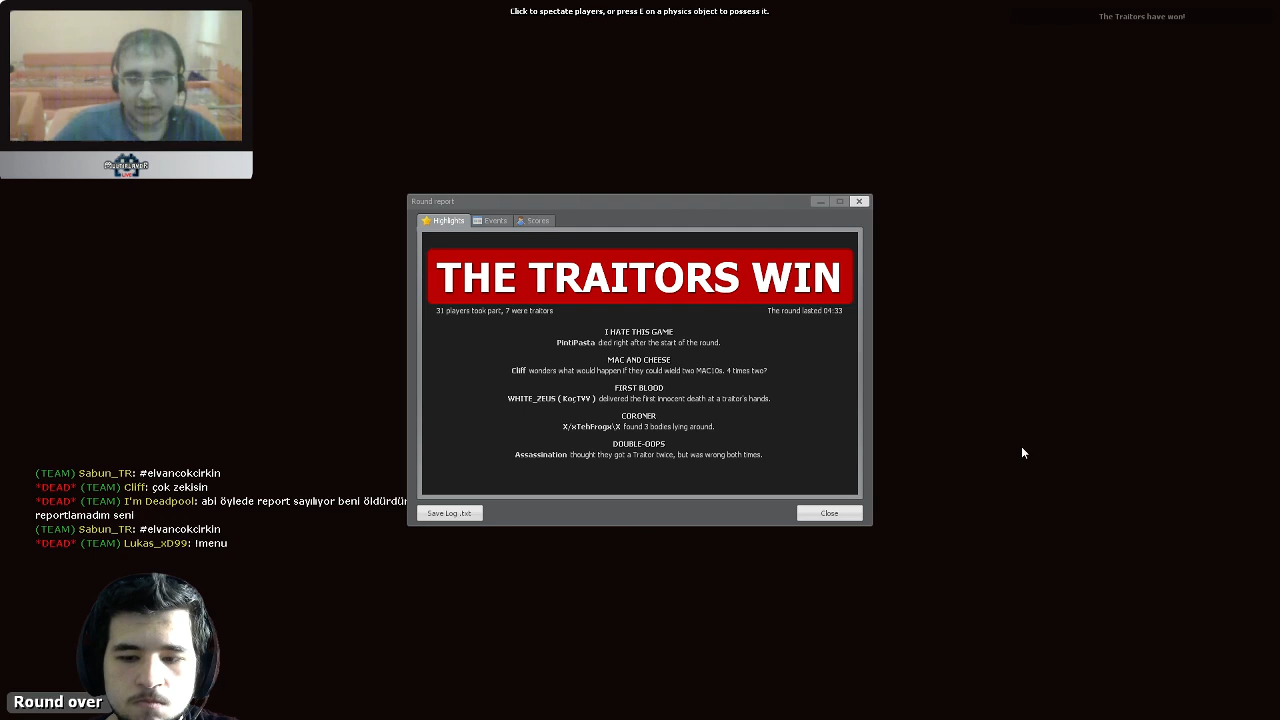 Click to spectate players, or press E on a physics object to possess it.
The Traitors have won!
MULTIPLAYER
LIVE
Round report
Highlights
Events
Scores
THE TRAITORS WIN
31 players took part, 7 were traitors
The round lasted 04:33
I HATE THIS GAME
PintiPasta died right after the start of the round.
MAC AND CHEESE
Cliff wonders what would happen if they could wield two MAC10s. 4 times two?
FIRST BLOOD
WHITE_ZEUS ( KoçT¥¥ ) delivered the first innocent death at a traitor's hands.
CORONER
X/xTehFrogx\X found 3 bodies lying around.
DOUBLE-OOPS
Assassination thought they got a Traitor twice, but was wrong both times.
Save Log .txt
Close
(TEAM) Sabun_TR: #elvancokcirkin
*DEAD* Cliff: çok zekisin
*DEAD* (TEAM) I'm Deadpool: abi öylede report sayılıyor beni öldürdün
reportlamadım seni
(TEAM) Sabun_TR: #elvancokcirkin
*DEAD* (TEAM) Lukas_xD99: !menu
Round over